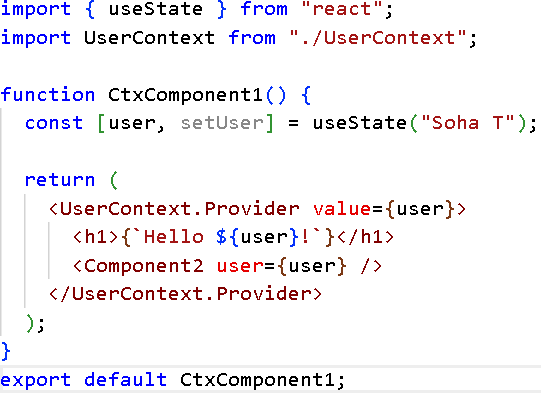 import { useState } from "react";
import UserContext from "./UserContext";
function CtxComponent1() {
const [user, setUser] = useState("Soha T");
return (
<UserContext.Provider value={user}>
<h1>{`Hello ${user}!`}</h1>
<Component2 user={user} />
</UserContext.Provider>
);
}
export default CtxComponent1;